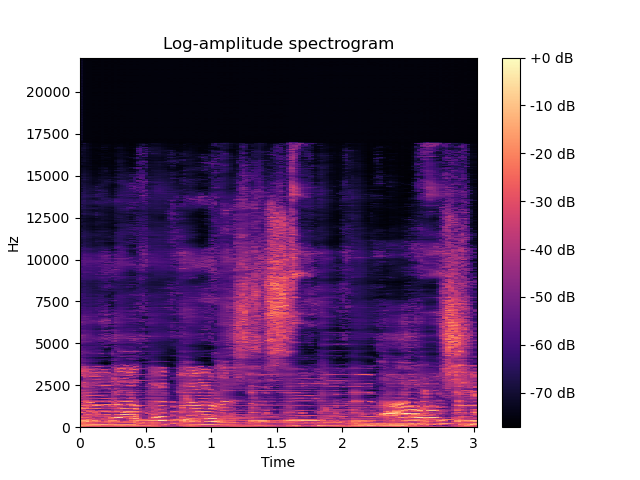 Log-amplitude spectrogram
+0 dB
20000
-10 dB
17500
-20 dB
15000
-30 dB
12500
Hz
-40 dB
10000
-50 dB
7500
5000
-60 dB
2500
-70 dB
0
0 0.5 1 1.5 2 2.5 3
Time